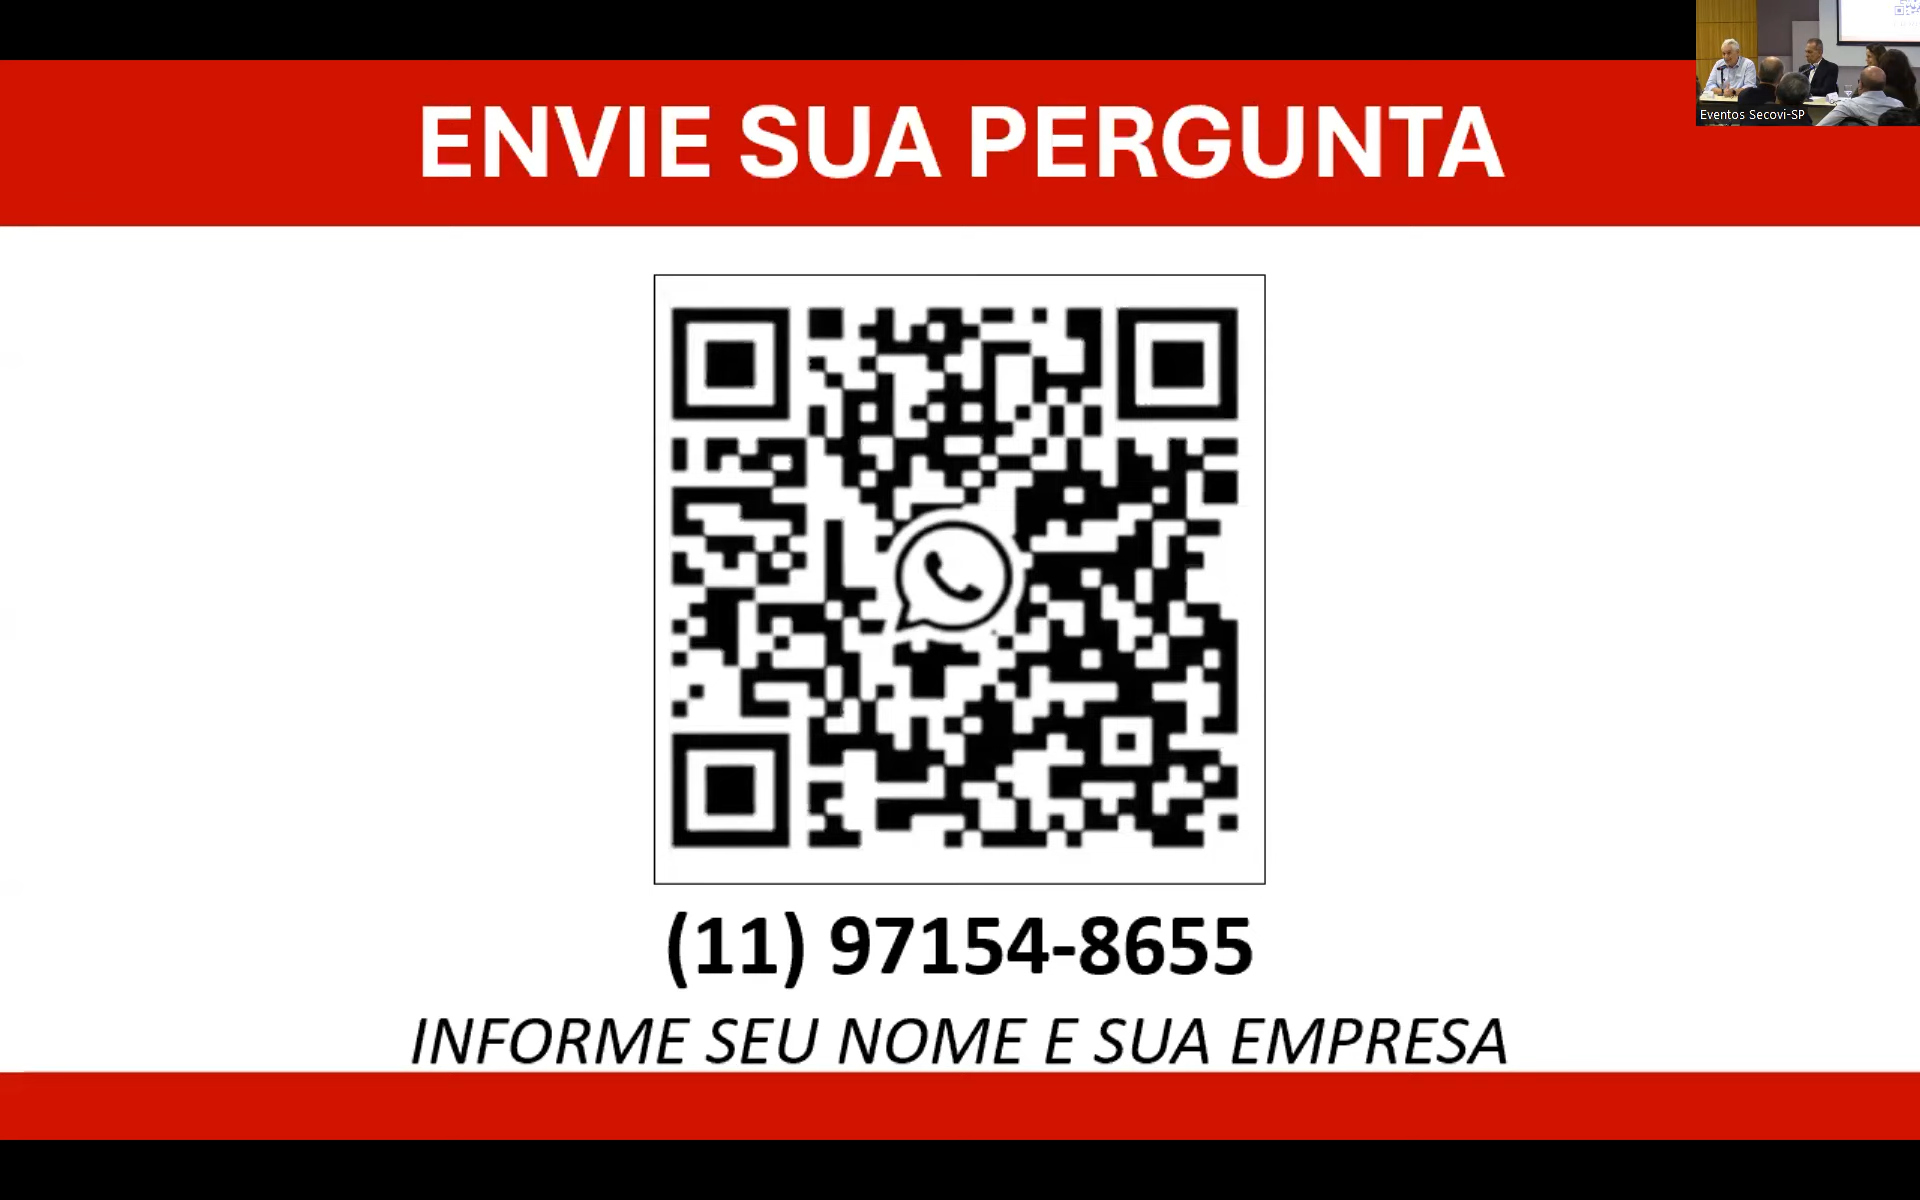 ENVIE SUA PERGUNTA
Eventos Secovi-SP
(11) 97154-8655
INFORME SEU NOME E SUA EMPRESA